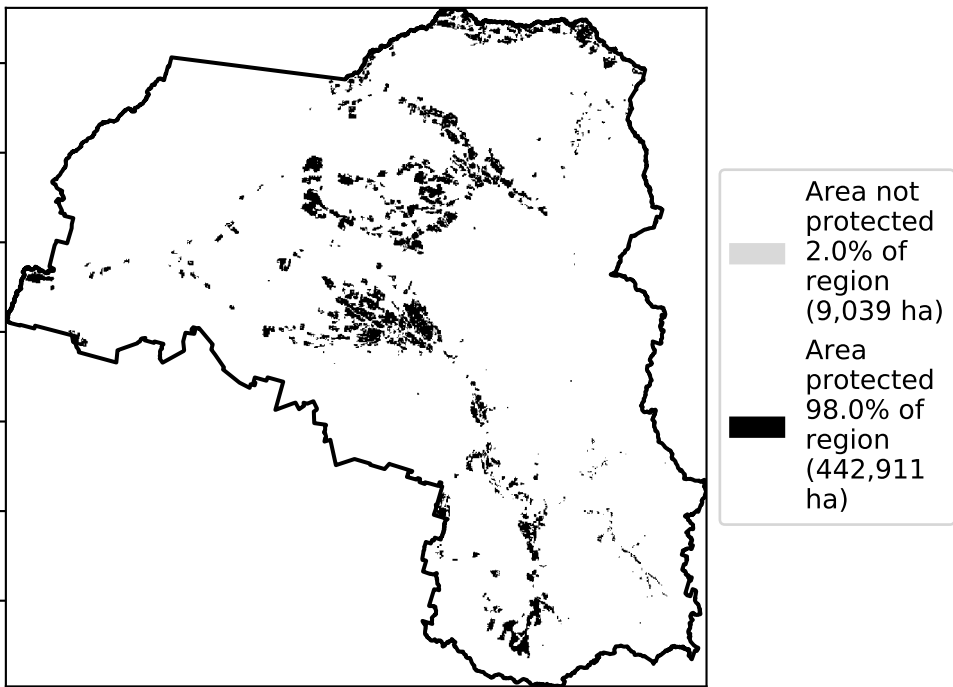 Area not
protected
2.0% of
region
(9,039 ha)
Area
protected
98.0% of
region
(442,911
ha)